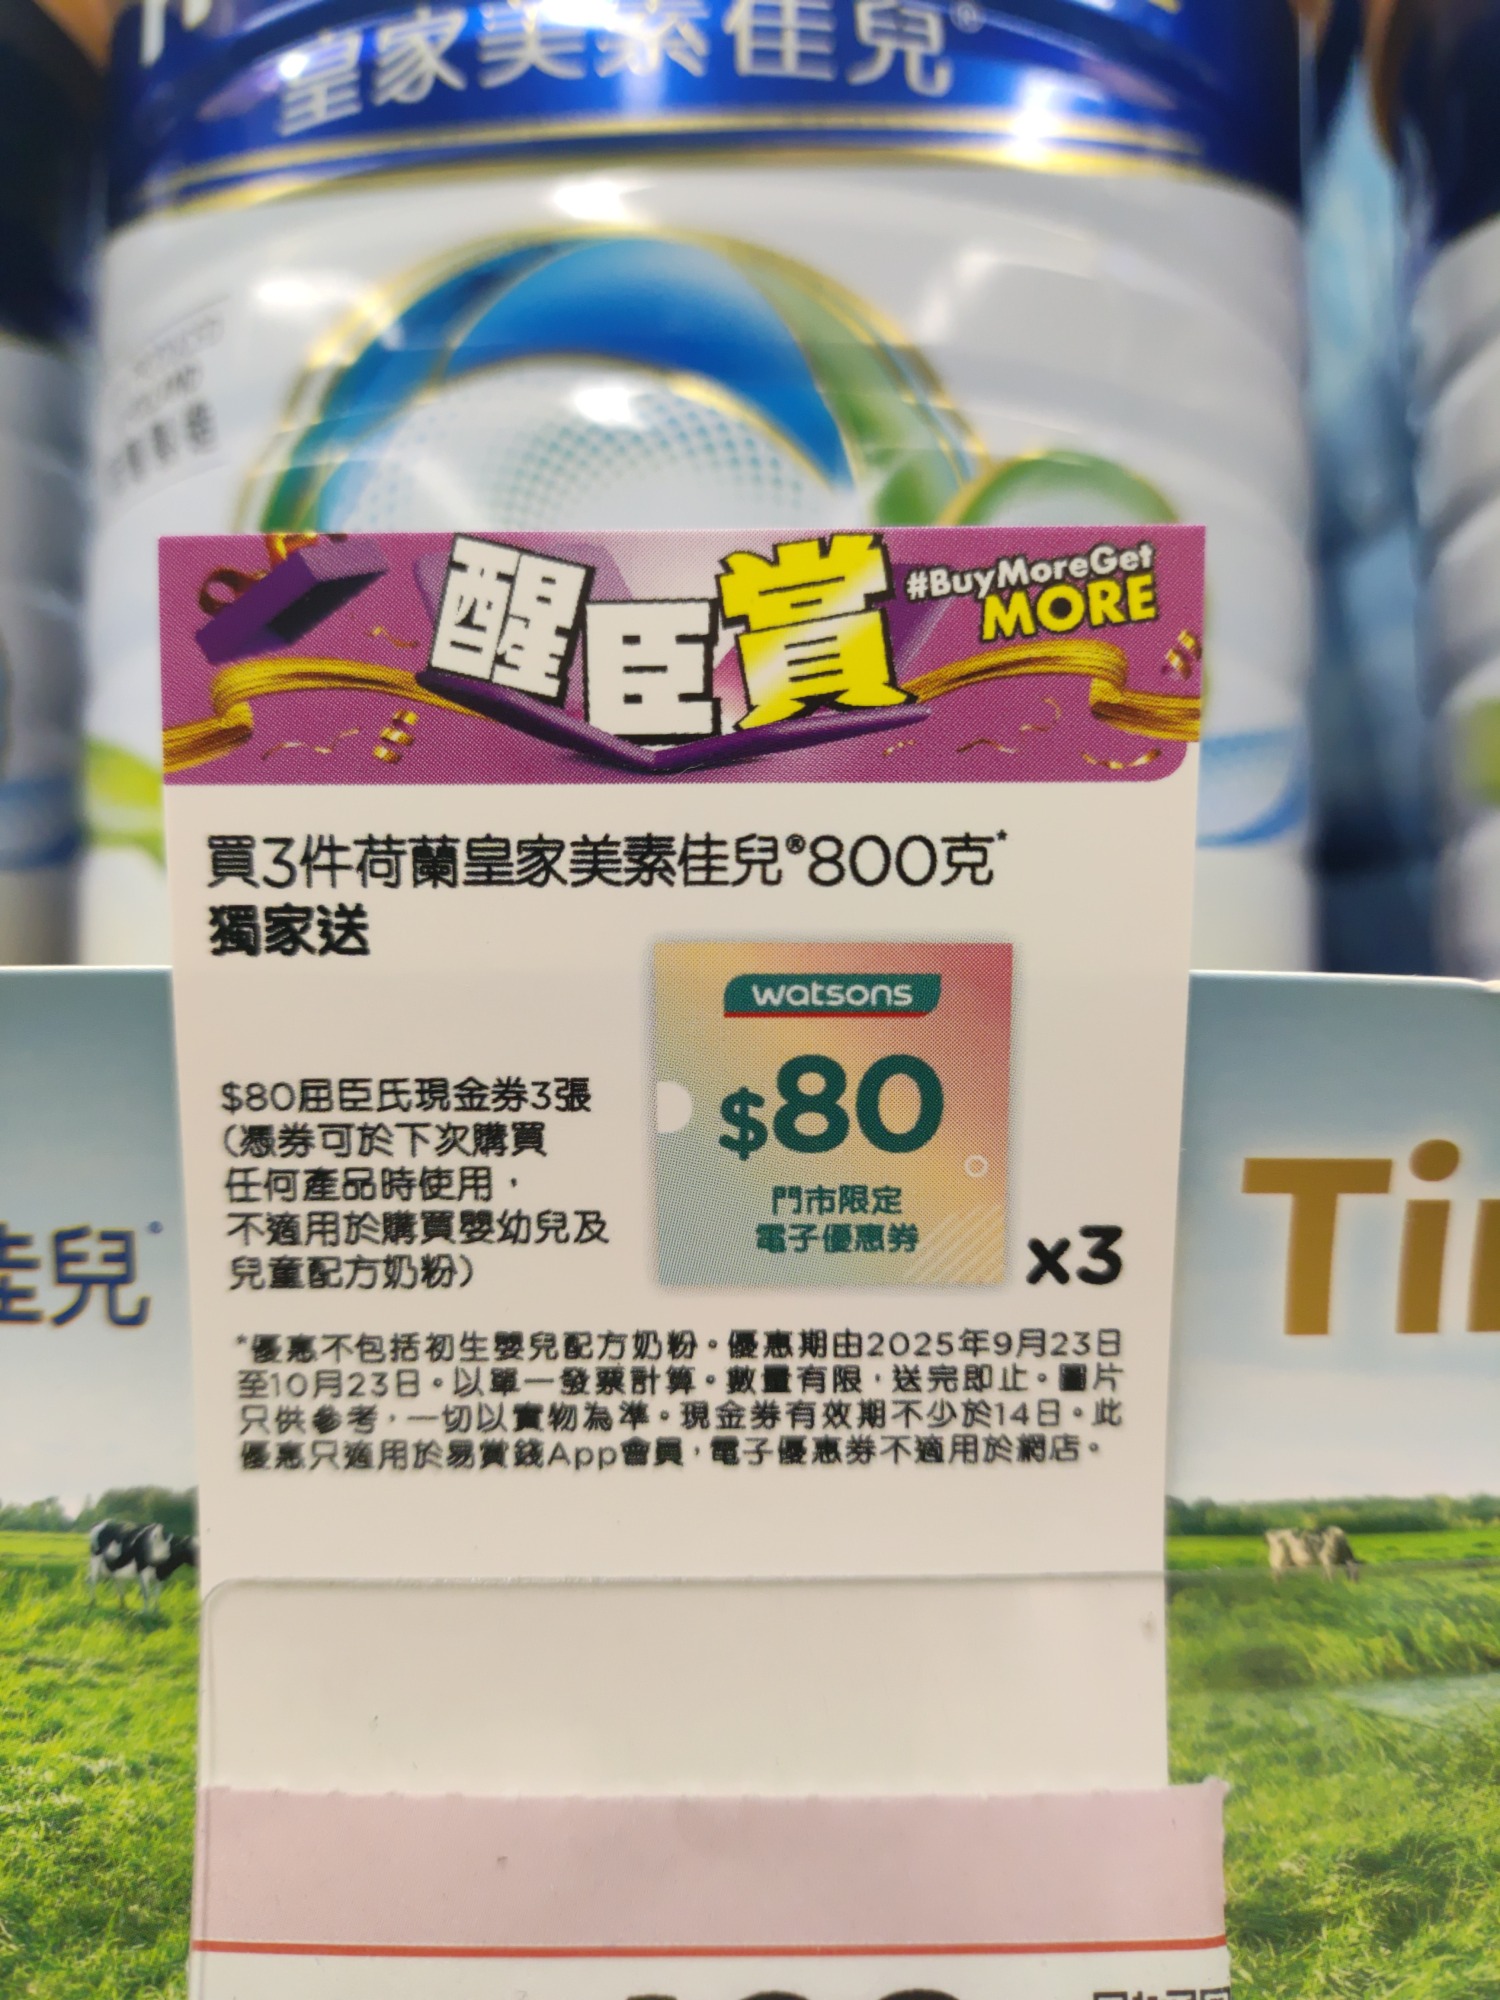 皇家美素佳兒®
醒臣賞
#BuyMoreGet
MORE
買3件荷蘭皇家美素佳兒®800克*
獨家送
$80屈臣氏現金券3張
(憑券可於下次購買
任何產品時使用，
不適用於購買嬰幼兒及
兒童配方奶粉)
watsons
$80
門市限定
電子優惠券
x3
*優惠不包括初生嬰兒配方奶粉。優惠期由2025年9月23日
至10月23日。以單一發票計算。數量有限，送完即止。圖片
只供參考，一切以實物為準。現金券有效期不少於14日。此
優惠只適用於易賞錢App會員，電子優惠券不適用於網店。
佳兒
Ti